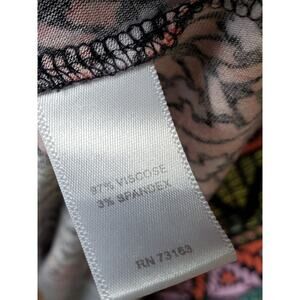 97% VISCOSE
3% SPANDEX
RN 73163